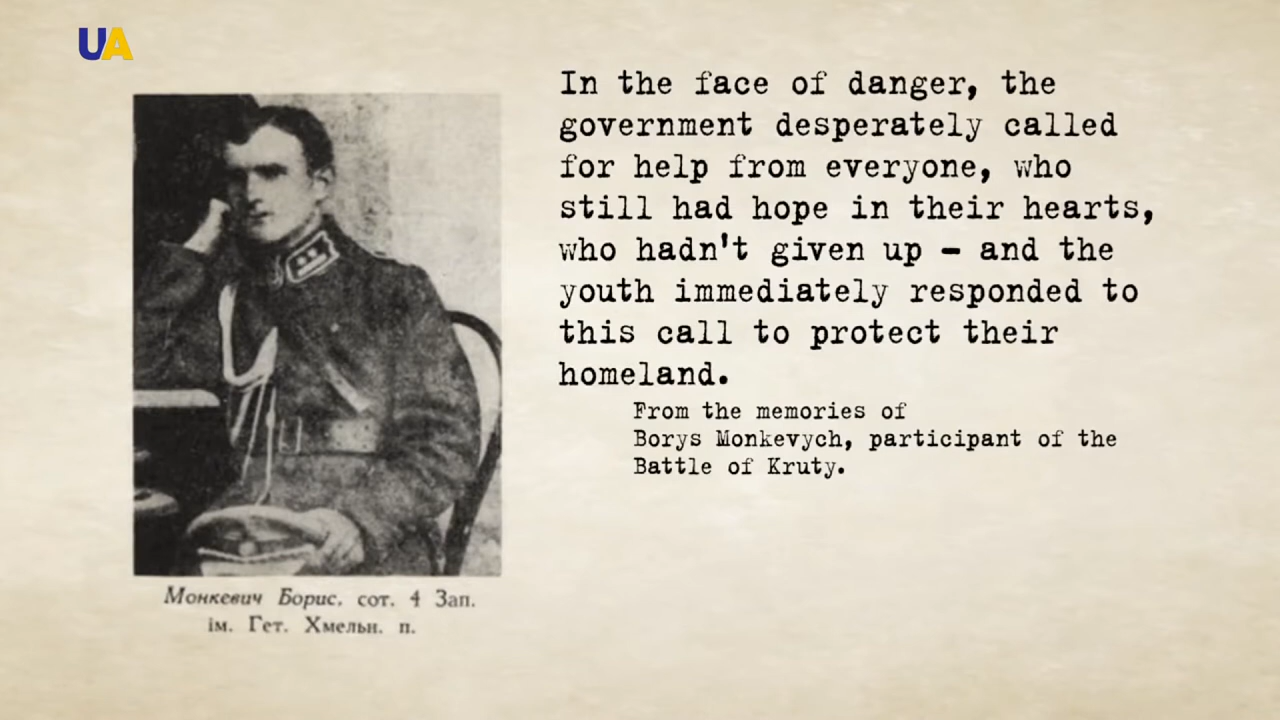 UA
In the face of danger, the
government desperately called
for help from everyone, who
still had hope in their hearts,
who hadn't given up – and the
youth immediately responded to
this call to protect their
homeland.
From the memories of
Borys Monkevych, participant of the
Battle of Kruty.
Монкевич Борис. сот. 4 Зап.
ім. Гет. Хмельн. п.